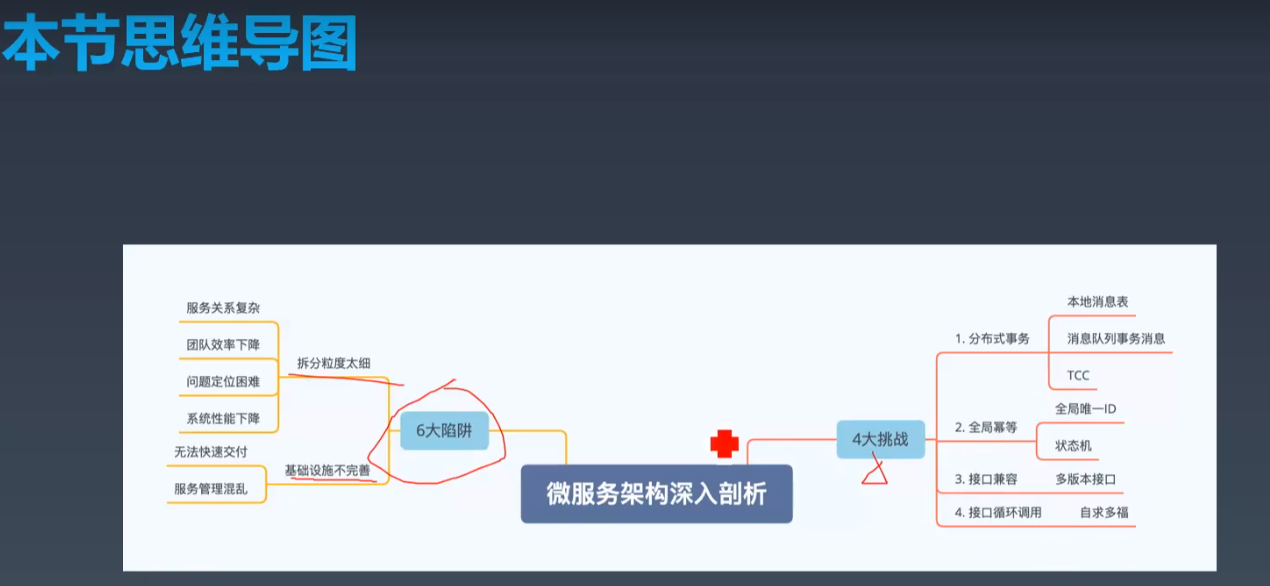 本节思维导图
服务关系复杂
团队效率下降
问题定位困难
系统性能下降
拆分粒度太细
无法快速交付
服务管理混乱
基础设施不完善
6大陷阱
微服务架构深入剖析
4大挑战
1. 分布式事务
本地消息表
消息队列事务消息
TCC
2. 全局幂等
全局唯一ID
状态机
3. 接口兼容
多版本接口
4. 接口循环调用
自求多福